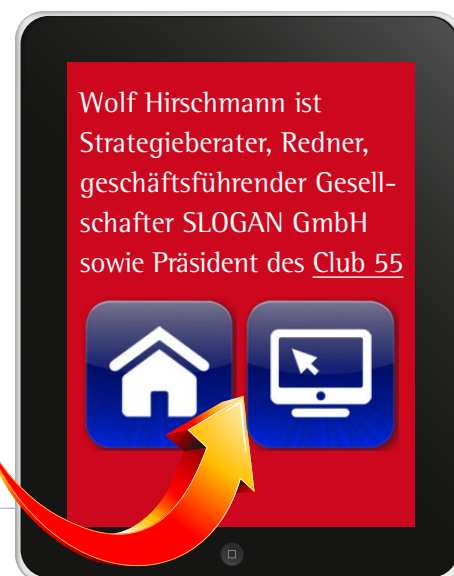 Wolf Hirschmann ist
Strategieberater, Redner,
geschäftsführender Gesell-
schafter SLOGAN GmbH
sowie Präsident des Club 55